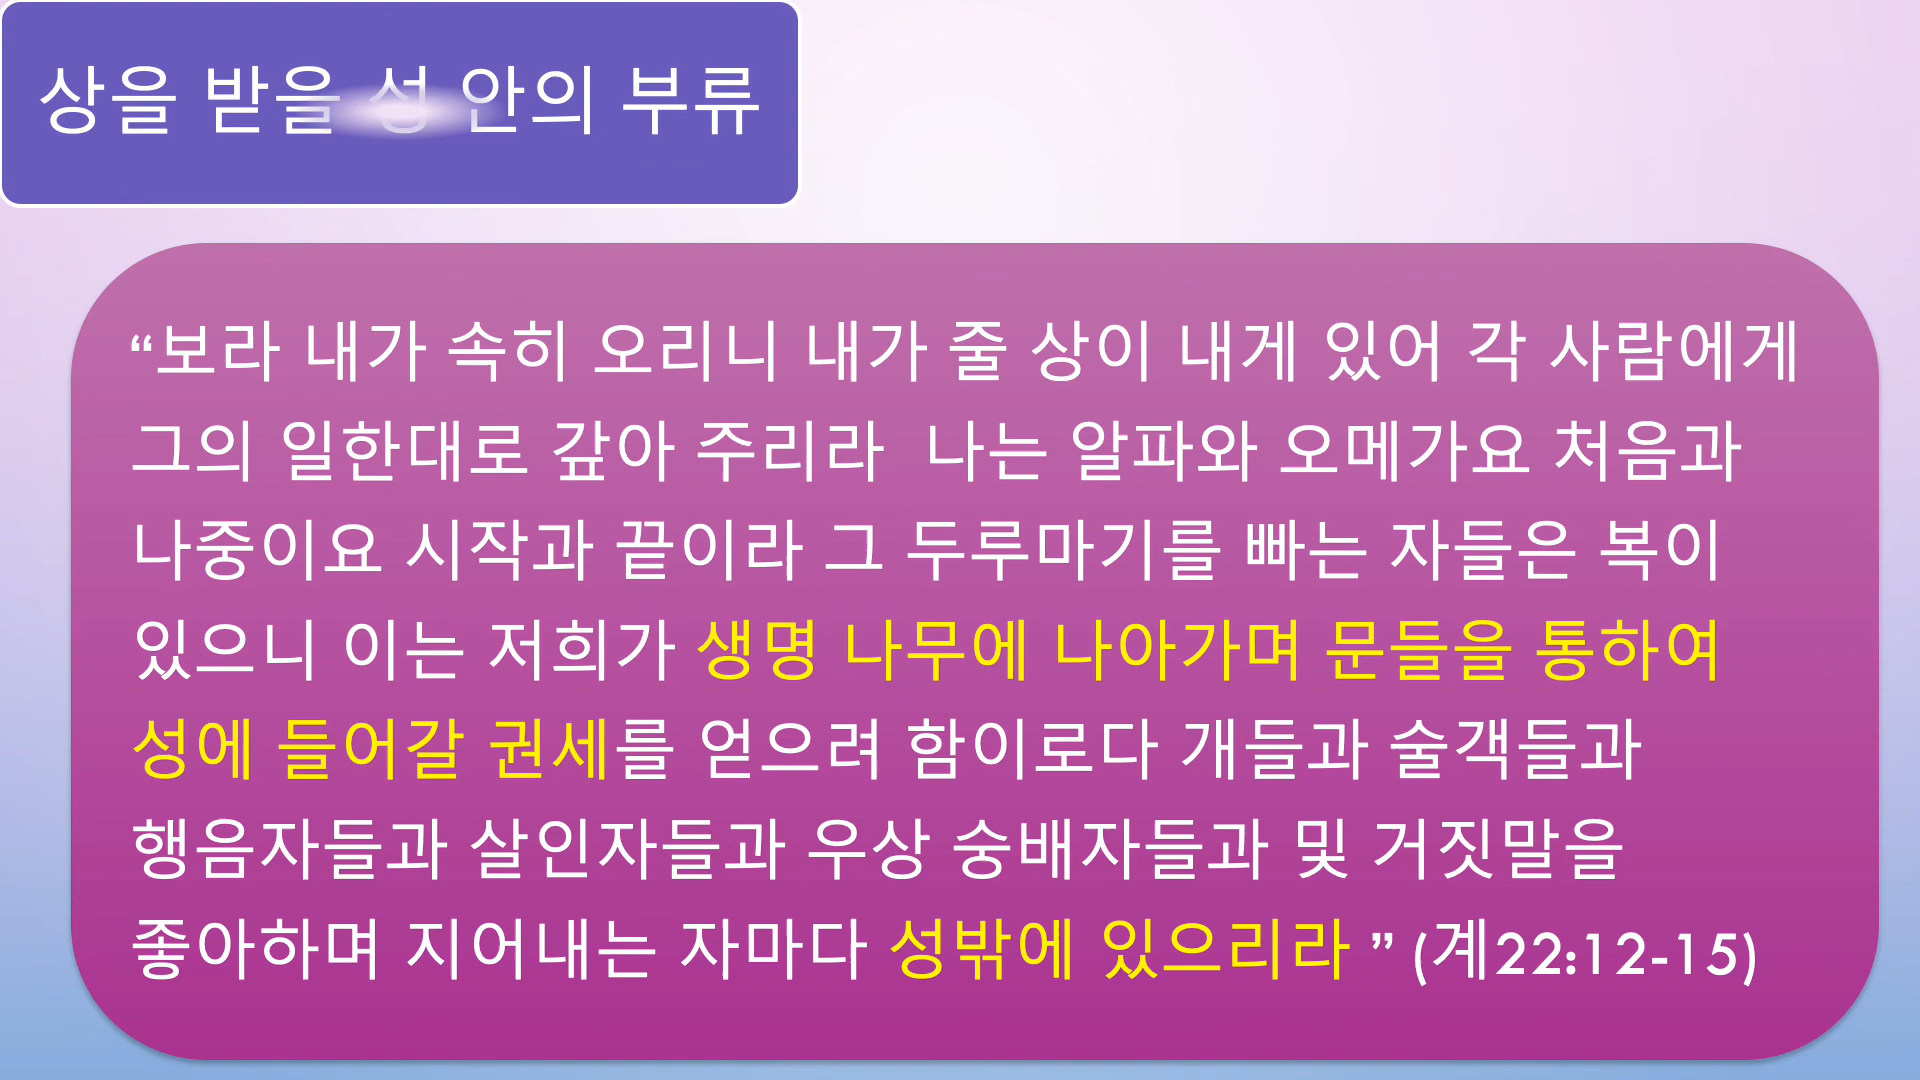 상을 받을 성 안의 부류
“보라 내가 속히 오리니 내가 줄 상이 내게 있어 각 사람에게
그의 일한대로 갚아 주리라 나는 알파와 오메가요 처음과
나중이요 시작과 끝이라 그 두루마기를 빠는 자들은 복이
있으니 이는 저희가 생명 나무에 나아가며 문들을 통하여
성에 들어갈 권세를 얻으려 함이로다 개들과 술객들과
행음자들과 살인자들과 우상 숭배자들과 및 거짓말을
좋아하며 지어내는 자마다 성밖에 있으리라 ” (계22:12-15)